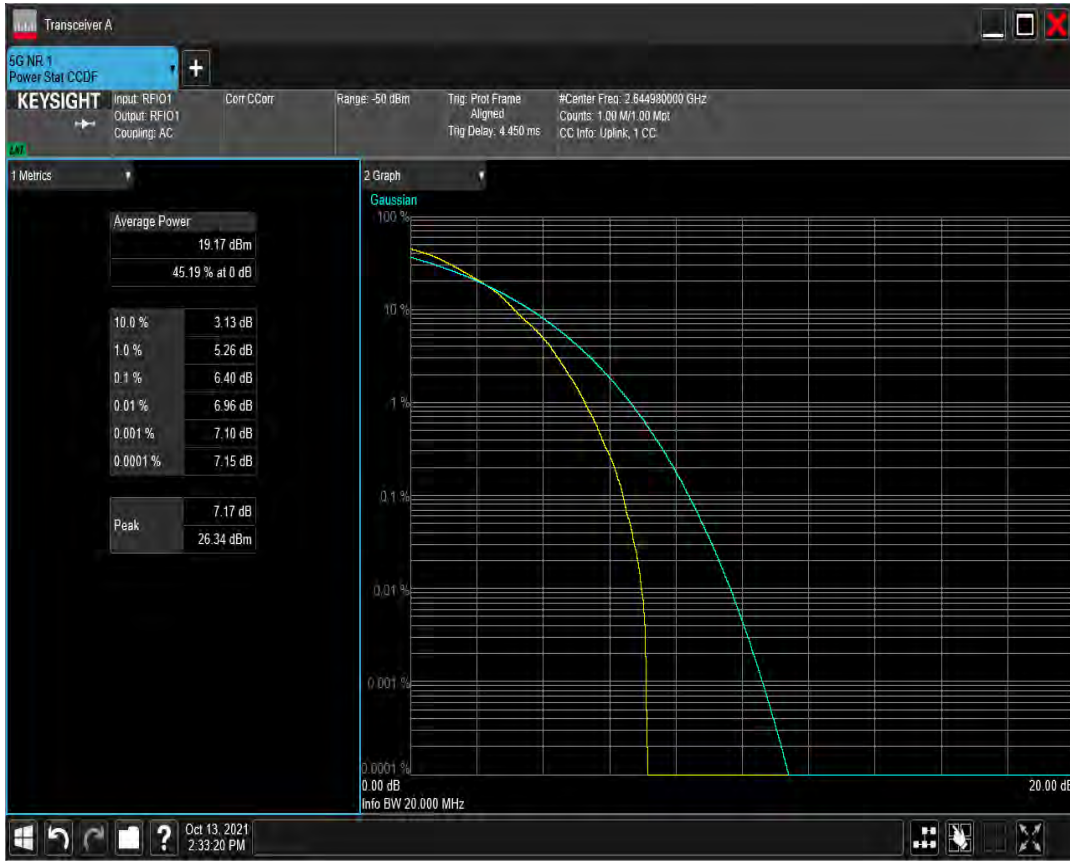 Transceiver A
5G NR 1
Power Stat CCDF
+
KEYSIGHT
Input: RFIO1
Output: RFIO1
Coupling: AC
Corr CCorr
Range: -50 dBm
Trig: Prot Frame
Aligned
Trig Delay: 4.450 ms
#Center Freq: 2.644980000 GHz
Counts: 1.00 M/1.00 Mpt
CC Info: Uplink, 1 CC
1 Metrics
Average Power
19.17 dBm
45.19 % at 0 dB
10.0 % 3.13 dB
1.0 % 5.26 dB
0.1 % 6.40 dB
0.01 % 6.96 dB
0.001 % 7.10 dB
0.0001 % 7.15 dB
Peak
7.17 dB
26.34 dBm
2 Graph
Gaussian
100 %
10 %
1 %
0.1 %
0.01 %
0.001 %
0.0001 %
0.00 dB 20.00 dB
Info BW 20.000 MHz
?
Oct 13, 2021
2:33:20 PM